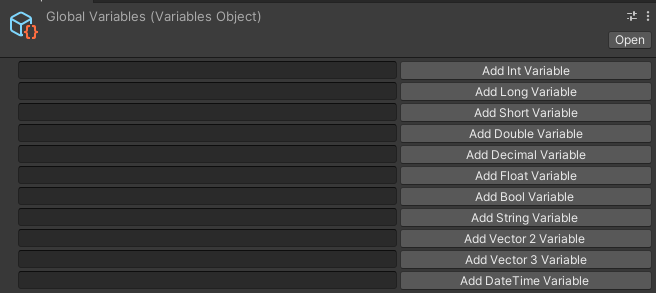 Global Variables (Variables Object)
Open
Add Int Variable
Add Long Variable
Add Short Variable
Add Double Variable
Add Decimal Variable
Add Float Variable
Add Bool Variable
Add String Variable
Add Vector 2 Variable
Add Vector 3 Variable
Add DateTime Variable